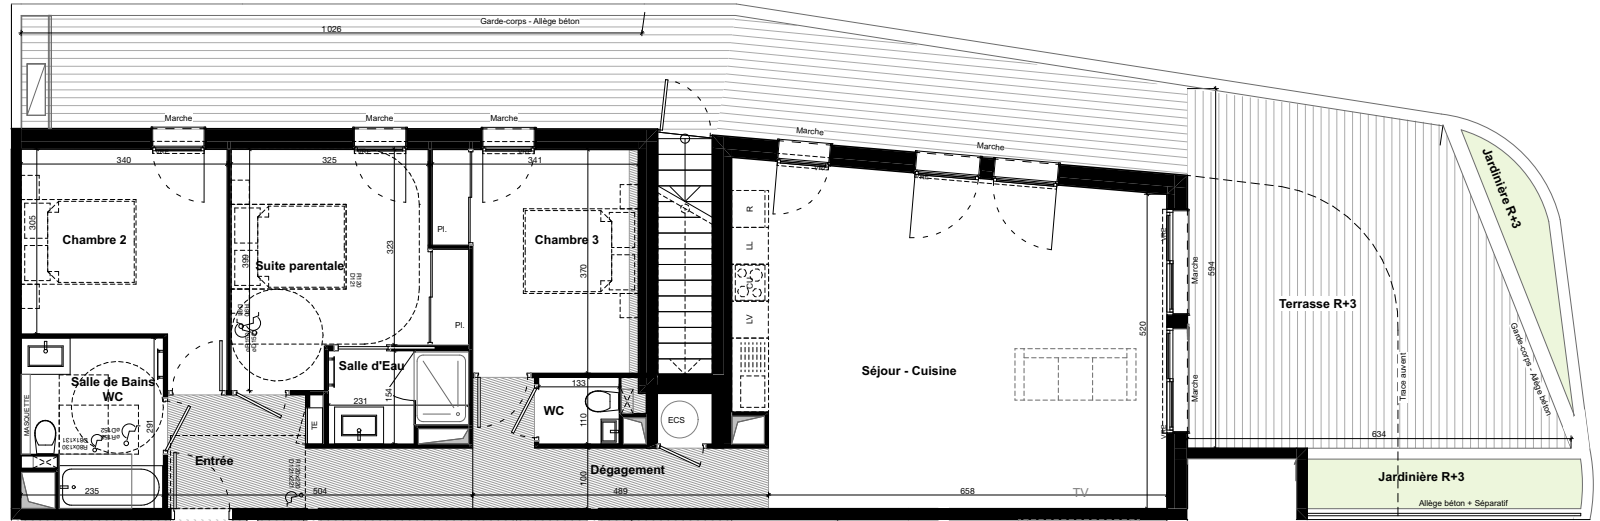 Garde-corps - Allège béton
1026
Marche
Marche
Marche
Marche
Marche
340
325
341
305
399
323
370
Pl.
Pl.
Chambre 2
Suite parentale
Chambre 3
R
LL
LV
Salle de Bains
WC
MASQUETTE
291
235
Salle d'Eau
231
154
TE
WC
133
110
ECS
Entrée
504
Dégagement
100
489
Séjour - Cuisine
658
TV
520
Marche
Marche
594
Terrasse R+3
Trace auvent
634
Garde-corps - Allège béton
Jardinière R+3
Jardinière R+3
Allège béton + Séparatif